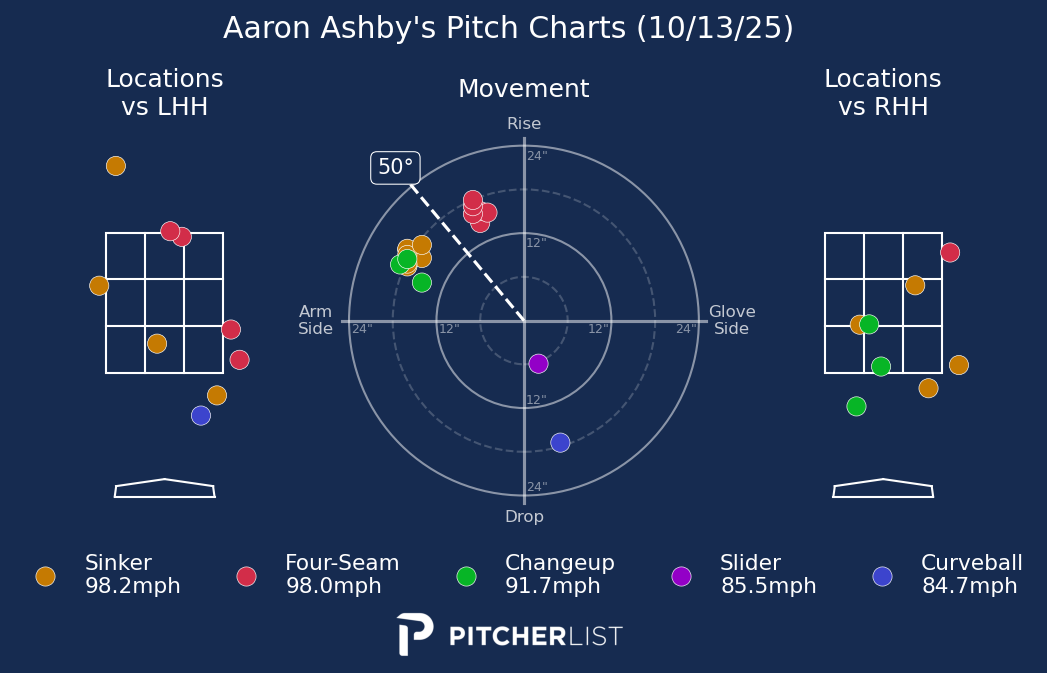 Aaron Ashby's Pitch Charts (10/13/25)
Locations
vs LHH
Movement
Locations
vs RHH
Rise
24"
50°
12"
Arm
Side
24"
12"
12"
24"
Glove
Side
12"
24"
Drop
Sinker
98.2mph
Four-Seam
98.0mph
Changeup
91.7mph
Slider
85.5mph
Curveball
84.7mph
PITCHERLIST